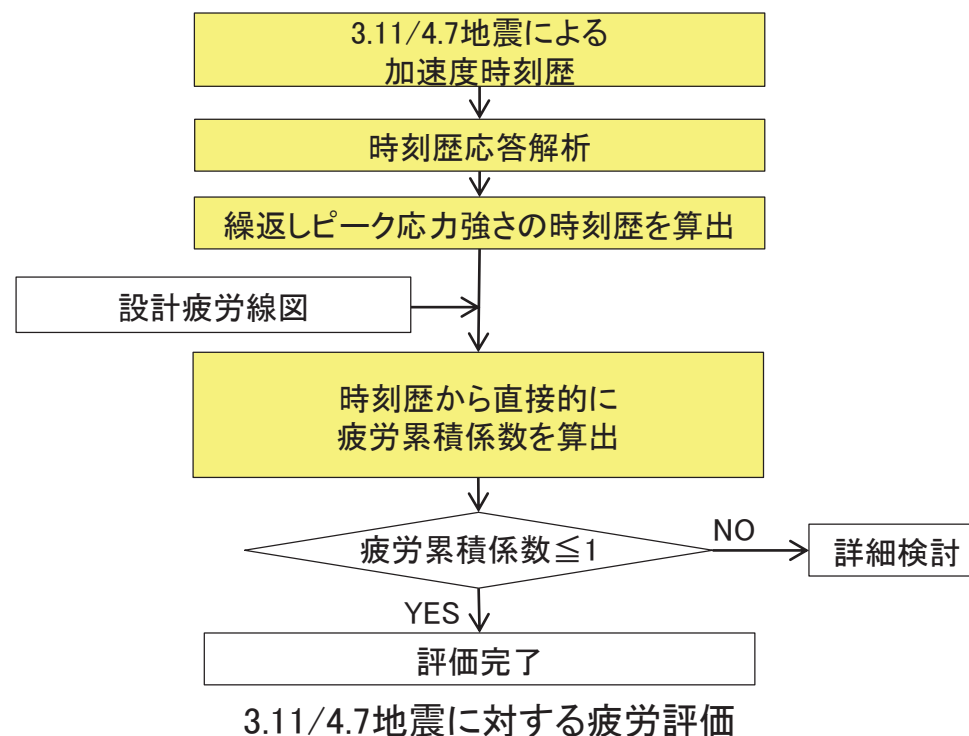 3.11/4.7地震による
加速度時刻歴
時刻歴応答解析
繰返しピーク応力強さの時刻歴を算出
設計疲労線図
時刻歴から直接的に
疲労累積係数を算出
疲労累積係数≦1
NO
詳細検討
YES
評価完了
3.11/4.7地震に対する疲労評価